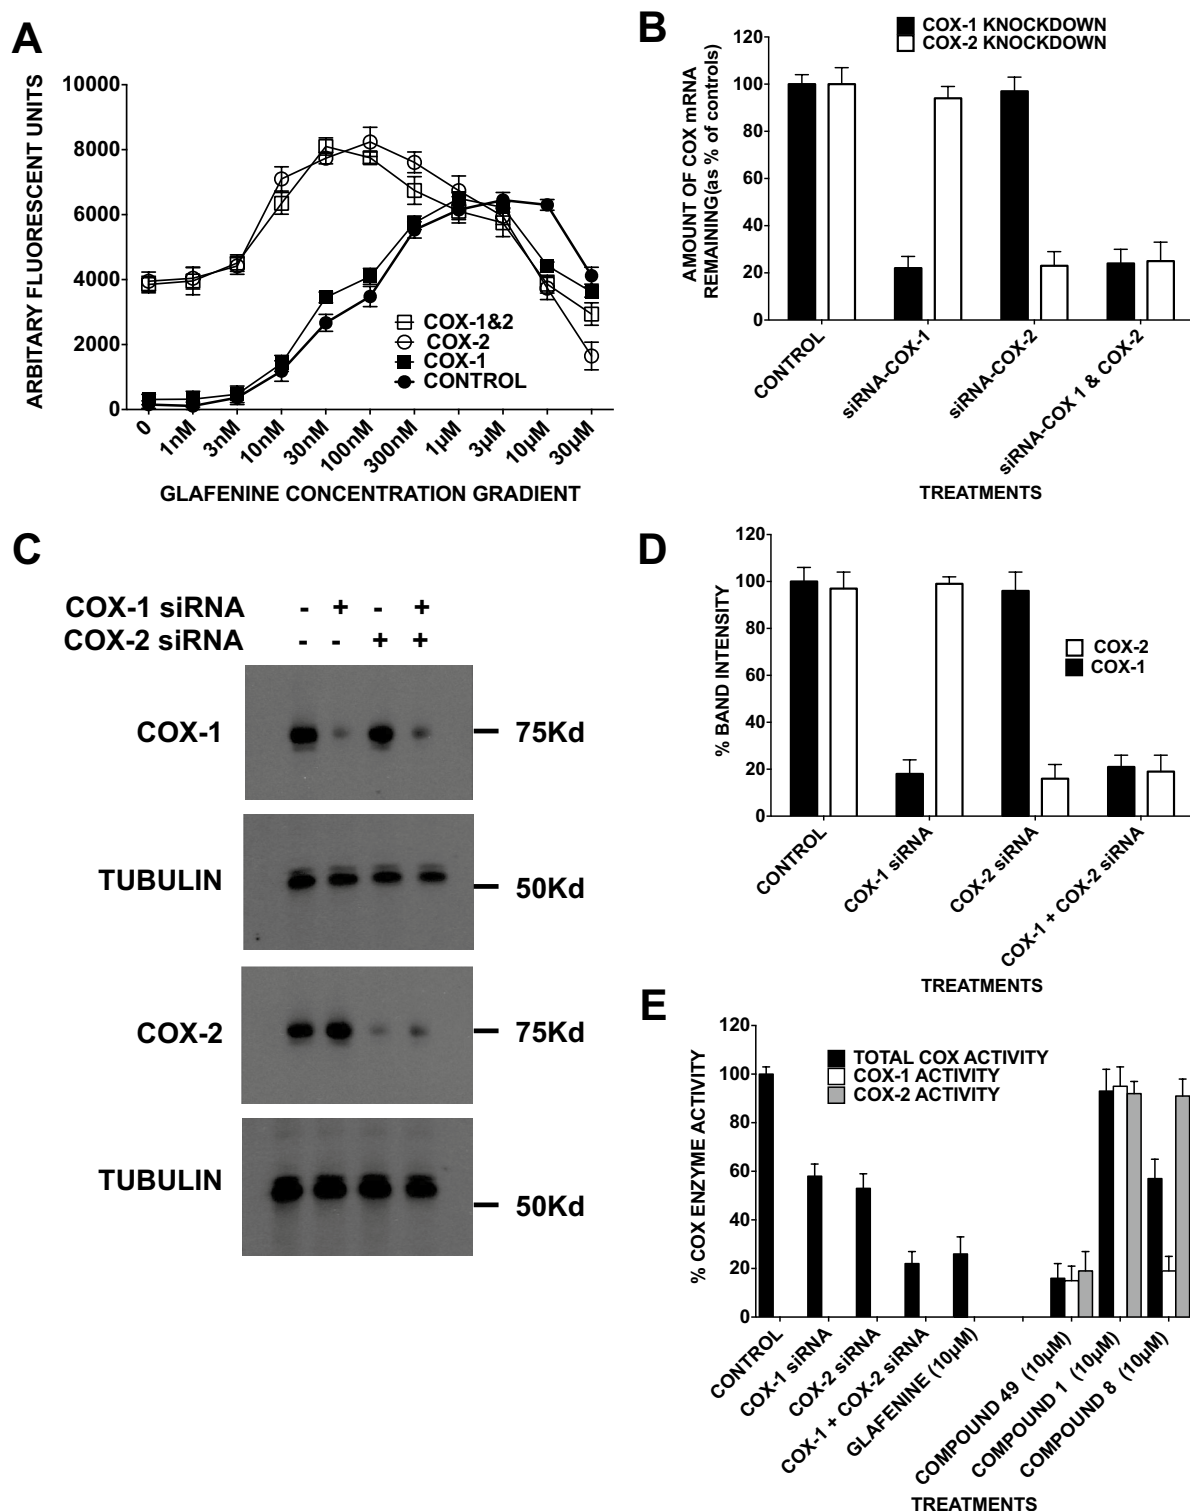 A
ARBITARY FLUORESCENT UNITS
10000
8000
6000
4000
2000
0
COX-1&2
COX-2
COX-1
CONTROL
0
1nM
3nM
10nM
30nM
100nM
300nM
1µM
3µM
10µM
30µM
GLAFENINE CONCENTRATION GRADIENT
B
COX-1 KNOCKDOWN
COX-2 KNOCKDOWN
AMOUNT OF COX mRNA
REMAINING(as % of controls)
120
100
80
60
40
20
0
CONTROL
siRNA-COX-1
siRNA-COX-2
siRNA-COX 1 & COX-2
TREATMENTS
C
COX-1 siRNA - + - +
COX-2 siRNA - - + +
COX-1 75Kd
TUBULIN 50Kd
COX-2 75Kd
TUBULIN 50Kd
D
% BAND INTENSITY
120
100
80
60
40
20
0
COX-2
COX-1
CONTROL
COX-1 siRNA
COX-2 siRNA
COX-1 + COX-2 siRNA
TREATMENTS
E
% COX ENZYME ACTIVITY
120
100
80
60
40
20
0
TOTAL COX ACTIVITY
COX-1 ACTIVITY
COX-2 ACTIVITY
CONTROL
COX-1 siRNA
COX-2 siRNA
COX-1 + COX-2 siRNA
GLAFENINE (10µM)
COMPOUND 49 (10µM)
COMPOUND 1 (10µM)
COMPOUND 8 (10µM)
TREATMENTS